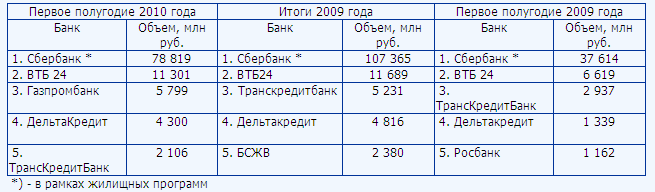 Первое полугодие 2010 года Итоги 2009 года Первое полугодие 2009 года
Банк Объем, млн руб. Банк Объем, млн руб. Банк Объем, млн руб.
1. Сбербанк * 78 819 1. Сбербанк * 107 365 1. Сбербанк * 37 614
2. ВТБ 24 11 301 2. ВТБ24 11 689 2. ВТБ 24 6 619
3. Газпромбанк 5 799 3. Транскредитбанк 5 231 3. ТрансКредитБанк 2 937
4. ДельтаКредит 4 300 4. Дельтакредит 4 816 4. Дельтакредит 1 339
5. ТрансКредитБанк 2 106 5. БСЖВ 2 380 5. Росбанк 1 162
*) - в рамках жилищных программ